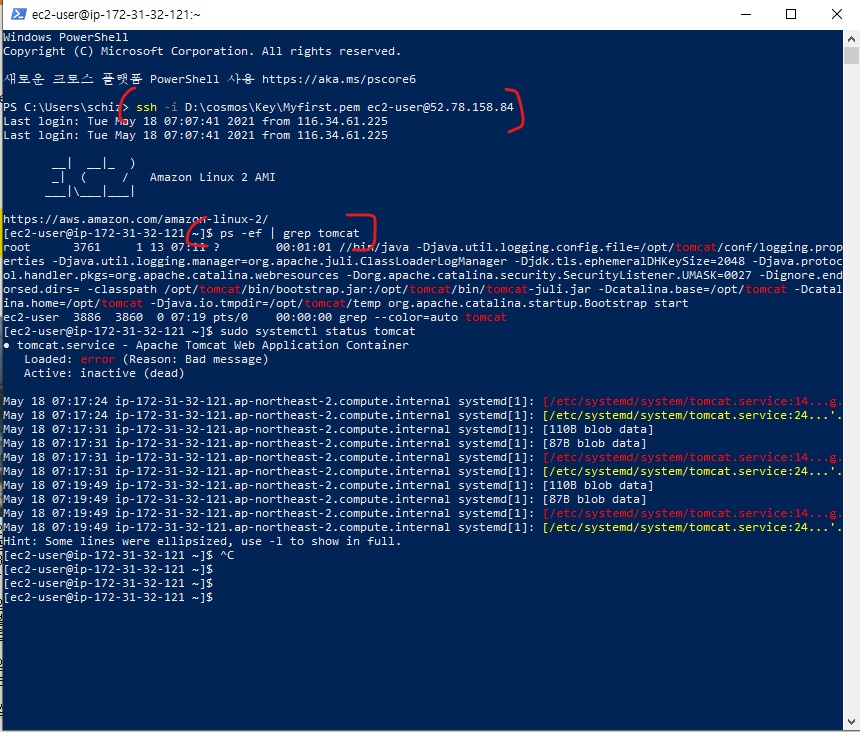 ec2-user@ip-172-31-32-121:~
Windows PowerShell
Copyright (C) Microsoft Corporation. All rights reserved.
새로운 크로스 플랫폼 PowerShell 사용 https://aka.ms/pscore6
PS C:\Users\schiz> ssh -i D:\cosmos\Key\Myfirst.pem ec2-user@52.78.158.84
Last login: Tue May 18 07:07:41 2021 from 116.34.61.225
Last login: Tue May 18 07:07:41 2021 from 116.34.61.225
       __|  __|_  )
       _|  (     /   Amazon Linux 2 AMI
      ___|\___|___|
https://aws.amazon.com/amazon-linux-2/
[ec2-user@ip-172-31-32-121 ~]$ ps -ef | grep tomcat
root      3761     1 13 07:11 ?        00:01:01 //bin/java -Djava.util.logging.config.file=/opt/tomcat/conf/logging.prop
erties -Djava.util.logging.manager=org.apache.juli.ClassLoaderLogManager -Djdk.tls.ephemeralDHKeySize=2048 -Djava.protoc
ol.handler.pkgs=org.apache.catalina.webresources -Dorg.apache.catalina.security.SecurityListener.UMASK=0027 -Dignore.end
orsed.dirs= -classpath /opt/tomcat/bin/bootstrap.jar:/opt/tomcat/bin/tomcat-juli.jar -Dcatalina.base=/opt/tomcat -Dcatal
ina.home=/opt/tomcat -Djava.io.tmpdir=/opt/tomcat/temp org.apache.catalina.startup.Bootstrap start
ec2-user  3886  3860  0 07:19 pts/0    00:00:00 grep --color=auto tomcat
[ec2-user@ip-172-31-32-121 ~]$ sudo systemctl status tomcat
● tomcat.service - Apache Tomcat Web Application Container
   Loaded: error (Reason: Bad message)
   Active: inactive (dead)
May 18 07:17:24 ip-172-31-32-121.ap-northeast-2.compute.internal systemd[1]: [/etc/systemd/system/tomcat.service:14...g.
May 18 07:17:24 ip-172-31-32-121.ap-northeast-2.compute.internal systemd[1]: [/etc/systemd/system/tomcat.service:24...'.
May 18 07:17:31 ip-172-31-32-121.ap-northeast-2.compute.internal systemd[1]: [110B blob data]
May 18 07:17:31 ip-172-31-32-121.ap-northeast-2.compute.internal systemd[1]: [87B blob data]
May 18 07:17:31 ip-172-31-32-121.ap-northeast-2.compute.internal systemd[1]: [/etc/systemd/system/tomcat.service:14...g.
May 18 07:17:31 ip-172-31-32-121.ap-northeast-2.compute.internal systemd[1]: [/etc/systemd/system/tomcat.service:24...'.
May 18 07:19:49 ip-172-31-32-121.ap-northeast-2.compute.internal systemd[1]: [110B blob data]
May 18 07:19:49 ip-172-31-32-121.ap-northeast-2.compute.internal systemd[1]: [87B blob data]
May 18 07:19:49 ip-172-31-32-121.ap-northeast-2.compute.internal systemd[1]: [/etc/systemd/system/tomcat.service:14...g.
May 18 07:19:49 ip-172-31-32-121.ap-northeast-2.compute.internal systemd[1]: [/etc/systemd/system/tomcat.service:24...'.
Hint: Some lines were ellipsized, use -l to show in full.
[ec2-user@ip-172-31-32-121 ~]$ ^C
[ec2-user@ip-172-31-32-121 ~]$
[ec2-user@ip-172-31-32-121 ~]$
[ec2-user@ip-172-31-32-121 ~]$